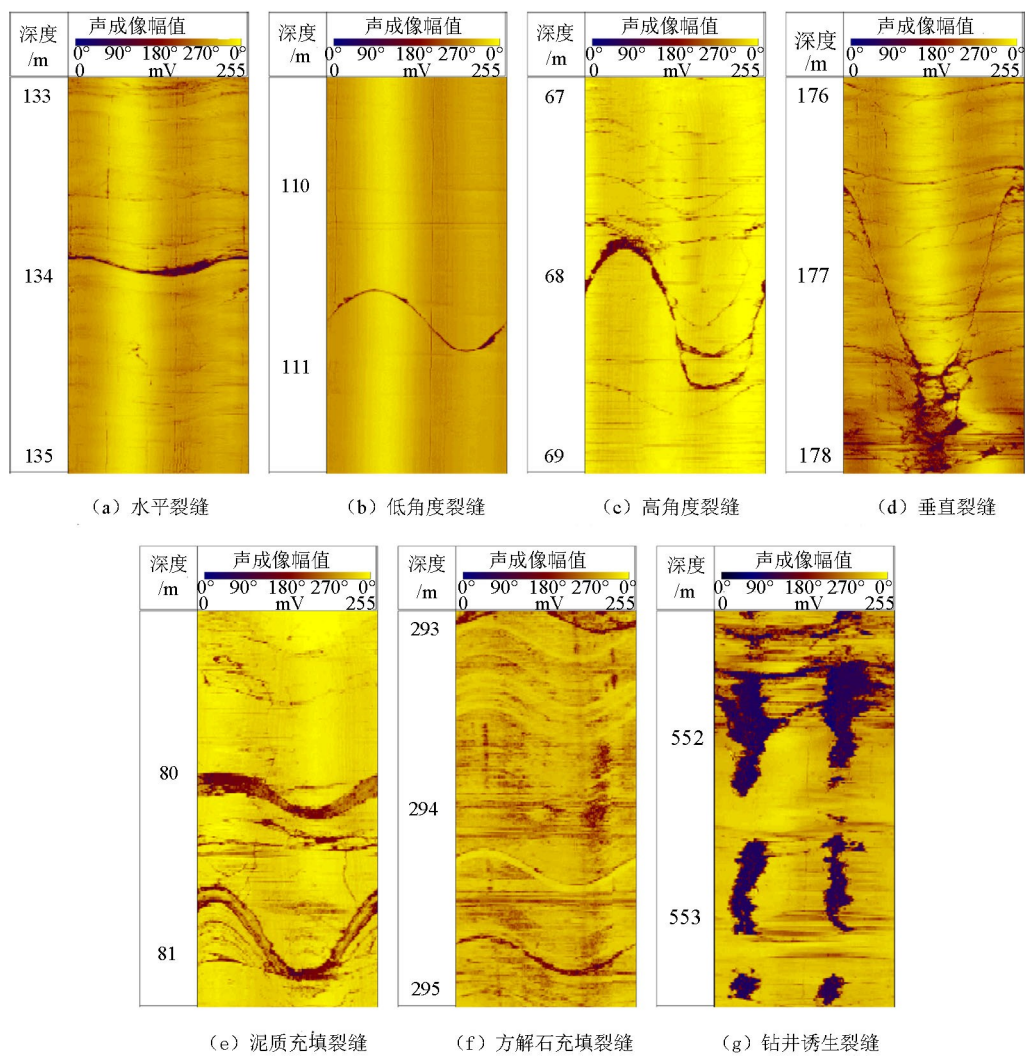 深度
/m
声成像幅值
0° 90° 180° 270° 0°
0 mV 255
133
134
135
(a) 水平裂缝
深度
/m
声成像幅值
0° 90° 180° 270° 0°
0 mV 255
110
111
(b) 低角度裂缝
深度
/m
声成像幅值
0° 90° 180° 270° 0°
0 mV 255
67
68
69
(c) 高角度裂缝
深度
/m
声成像幅值
0° 90° 180° 270° 0°
0 mV 255
176
177
178
(d) 垂直裂缝
深度
/m
声成像幅值
0° 90° 180° 270° 0°
0 mV 255
80
81
(e) 泥质充填裂缝
深度
/m
声成像幅值
0° 90° 180° 270° 0°
0 mV 255
293
294
295
(f) 方解石充填裂缝
深度
/m
声成像幅值
0° 90° 180° 270° 0°
0 mV 255
552
553
(g) 钻井诱生裂缝